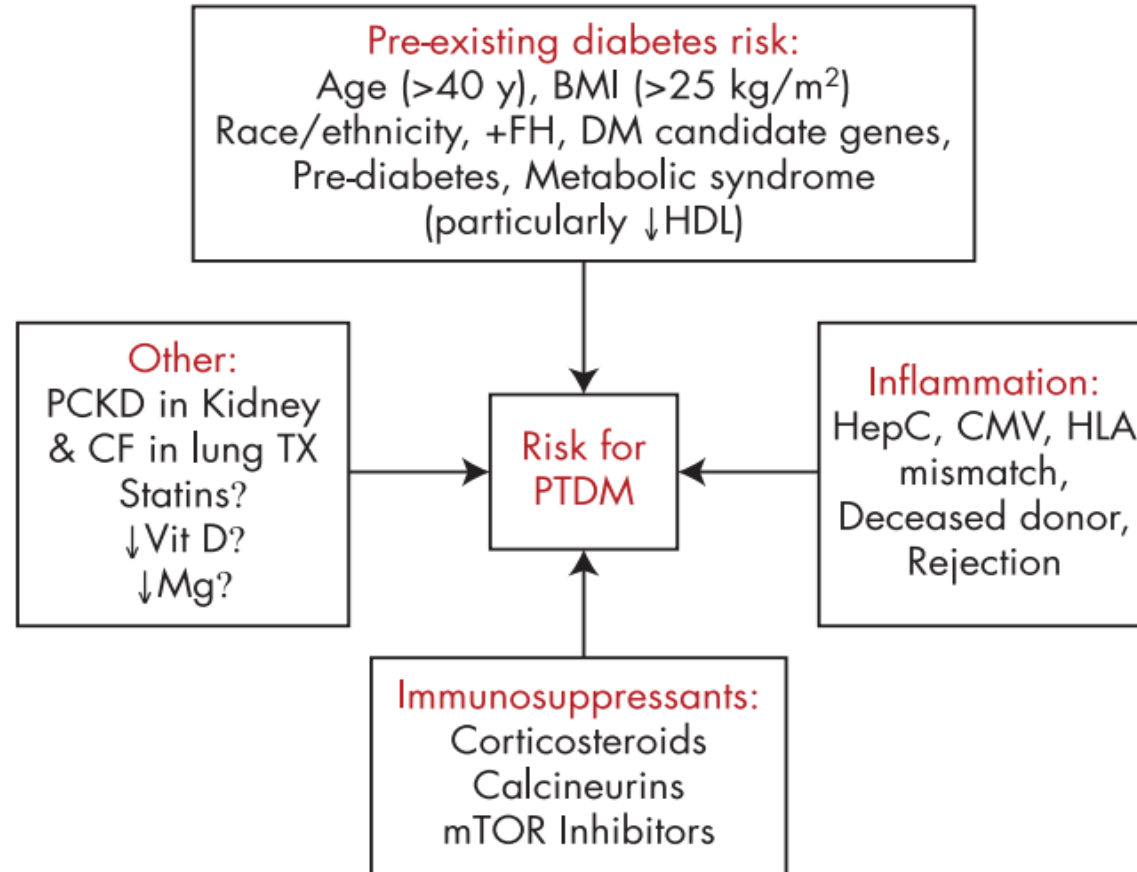 Pre-existing diabetes risk:
Age (>40 y), BMI (>25 kg/m²)
Race/ethnicity, +FH, DM candidate genes,
Pre-diabetes, Metabolic syndrome
(particularly ↓HDL)
Other:
PCKD in Kidney
& CF in lung TX
Statins?
↓Vit D?
↓Mg?
Risk for
PTDM
Inflammation:
HepC, CMV, HLA
mismatch,
Deceased donor,
Rejection
Immunosuppressants:
Corticosteroids
Calcineurins
mTOR Inhibitors